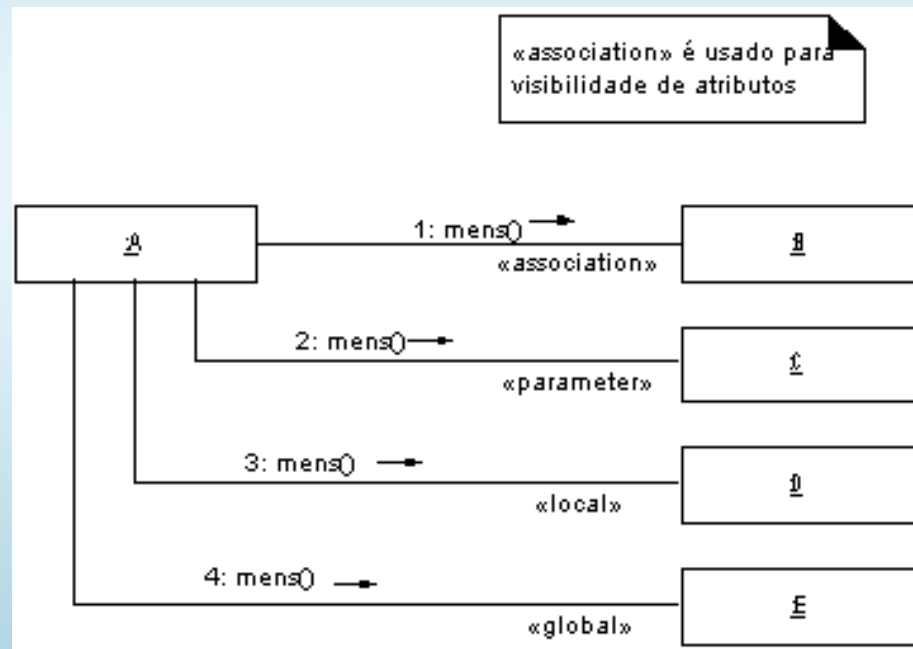 «association» é usado para
visibilidade de atributos
:A
1: mens()
«association»
:B
2: mens()
«parameter»
:C
3: mens()
«local»
:D
4: mens()
«global»
:E